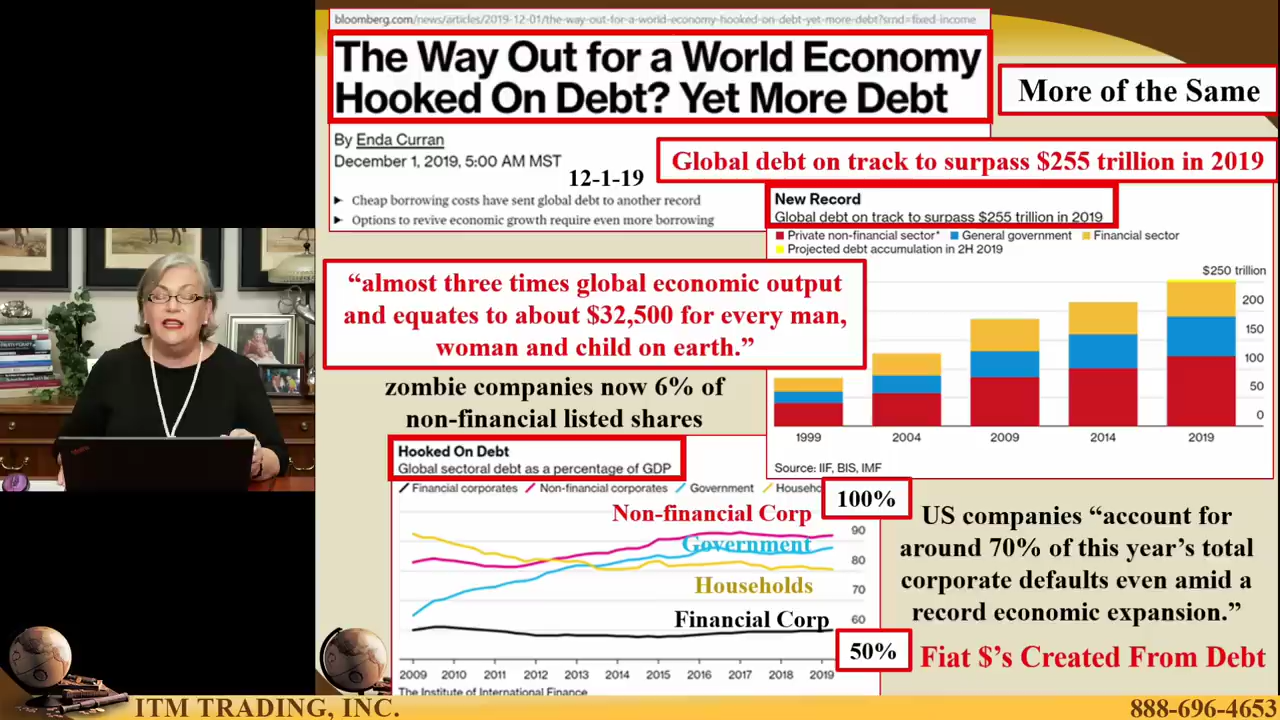 bloomberg.com/news/articles/2019-12-01/the-way-out-for-a-world-economy-hooked-on-debt-yet-more-debt?srnd=fixed-income
The Way Out for a World Economy
Hooked On Debt? Yet More Debt
More of the Same
By Enda Curran
December 1, 2019, 5:00 AM MST
12-1-19
Global debt on track to surpass $255 trillion in 2019
► Cheap borrowing costs have sent global debt to another record
► Options to revive economic growth require even more borrowing
New Record
Global debt on track to surpass $255 trillion in 2019
Private non-financial sector* General government Financial sector
Projected debt accumulation in 2H 2019
$250 trillion
200
150
100
50
0
1999 2004 2009 2014 2019
Source: IIF, BIS, IMF
“almost three times global economic output
and equates to about $32,500 for every man,
woman and child on earth.”
zombie companies now 6% of
non-financial listed shares
Hooked On Debt
Global sectoral debt as a percentage of GDP
Financial corporates Non-financial corporates Government Househo
100%
Non-financial Corp
90
Government
80
Households
70
Financial Corp
60
50%
2009 2010 2011 2012 2013 2014 2015 2016 2017 2018 2019
The Institute of International Finance
US companies “account for
around 70% of this year’s total
corporate defaults even amid a
record economic expansion.”
Fiat $’s Created From Debt
ITM TRADING, INC.
888-696-4653